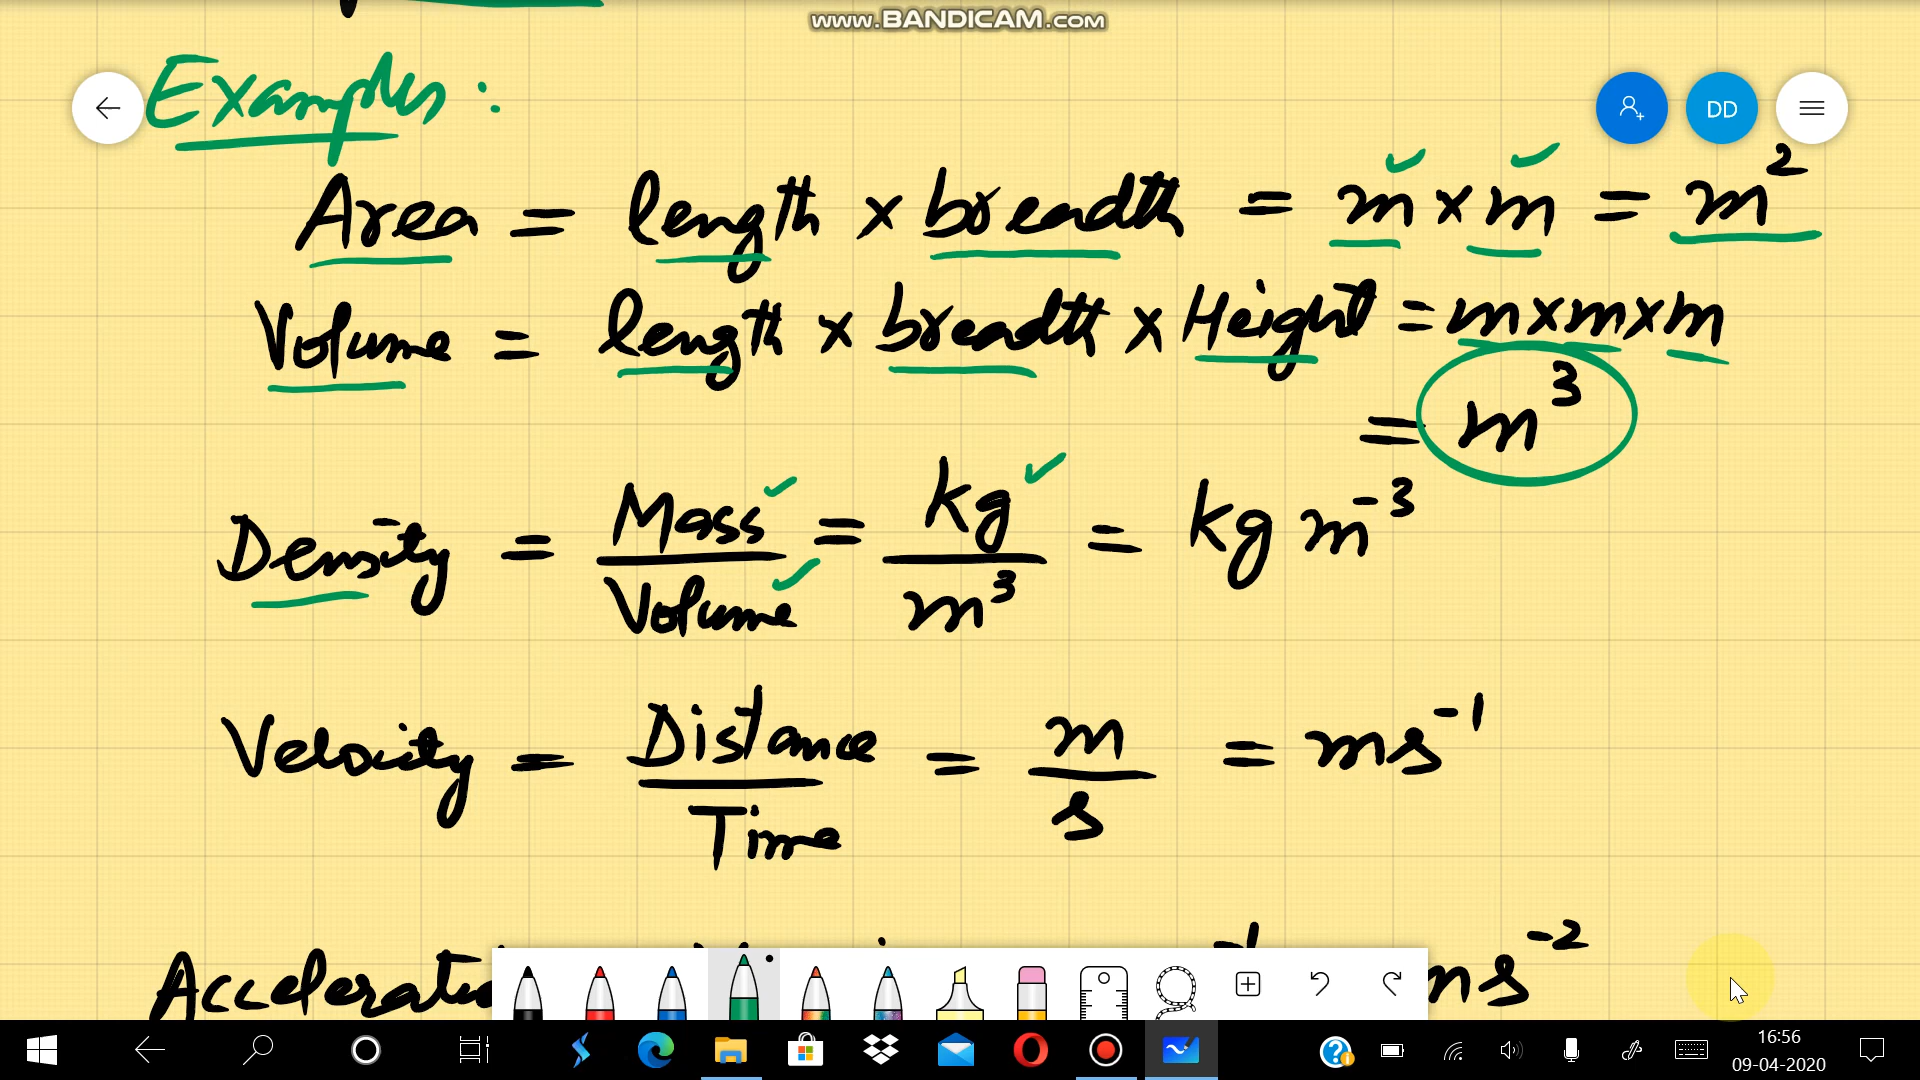 www.BANDICAM.com
Examples :
DD
Area = length × breadth = m × m = m²
Volume = length × breadth × Height = m×m×m
= m³
Density = Mass / Volume = kg / m³ = kg m⁻³
Velocity = Distance / Time = m / s = ms⁻¹
ms⁻²
16:56
09-04-2020